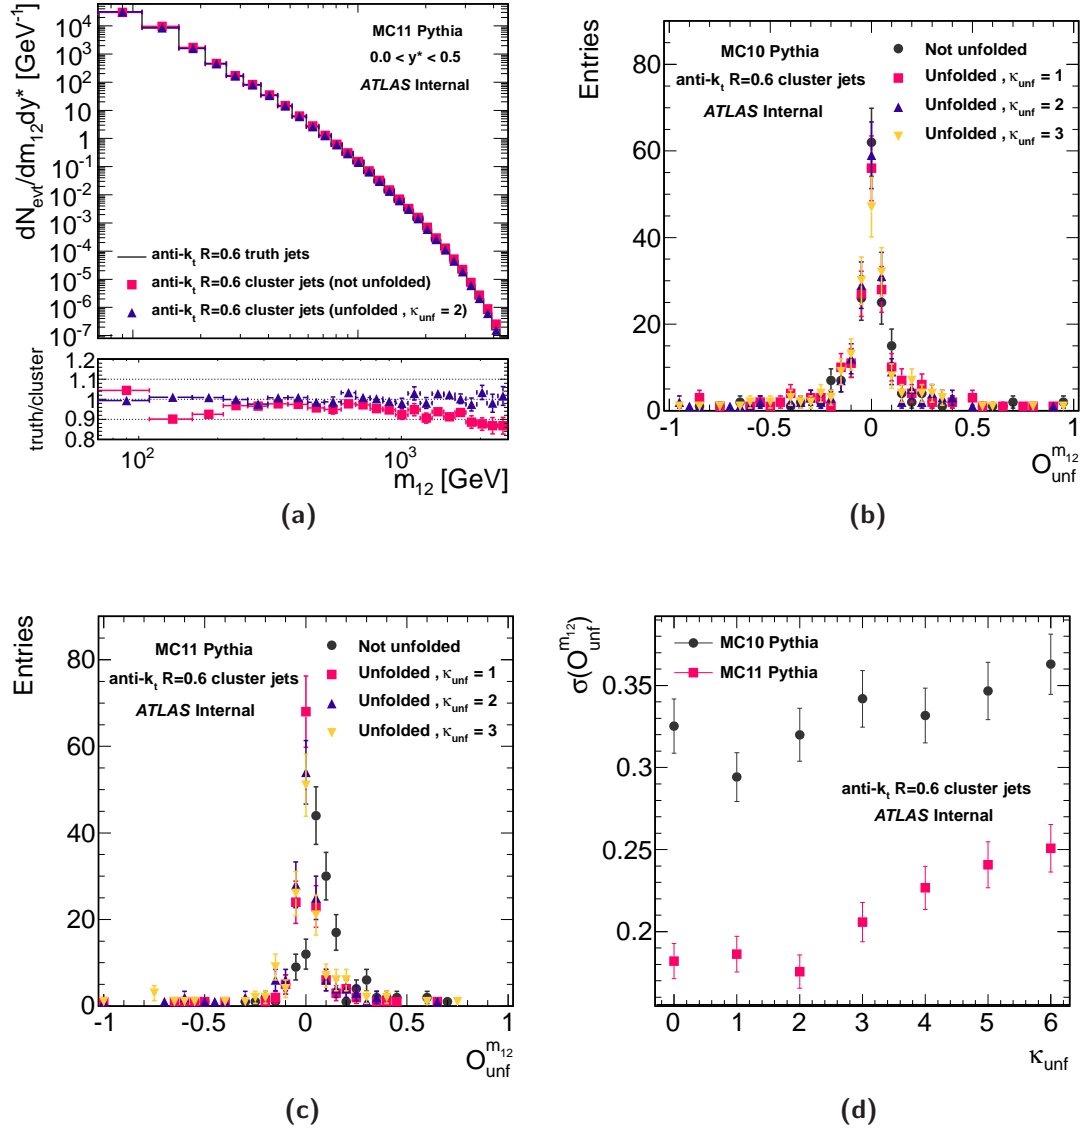 dN_evt/dm_12dy* [GeV^-1]
10^4
10^3
10^2
10
1
10^-1
10^-2
10^-3
10^-4
10^-5
10^-6
10^-7
MC11 Pythia
0.0 < y* < 0.5
ATLAS Internal
anti-k_t R=0.6 truth jets
anti-k_t R=0.6 cluster jets (not unfolded)
anti-k_t R=0.6 cluster jets (unfolded , κ_unf = 2)
truth/cluster
1.2
1.1
1
0.9
0.8
10^2
10^3
m_12 [GeV]
(a)
Entries
80
60
40
20
0
MC10 Pythia
anti-k_t R=0.6 cluster jets
ATLAS Internal
Not unfolded
Unfolded , κ_unf = 1
Unfolded , κ_unf = 2
Unfolded , κ_unf = 3
-1 -0.5 0 0.5 1
O_unf^m_12
(b)
Entries
80
60
40
20
0
MC11 Pythia
anti-k_t R=0.6 cluster jets
ATLAS Internal
Not unfolded
Unfolded , κ_unf = 1
Unfolded , κ_unf = 2
Unfolded , κ_unf = 3
-1 -0.5 0 0.5 1
O_unf^m_12
(c)
σ(O_unf^m_12)
0.35
0.3
0.25
0.2
MC10 Pythia
MC11 Pythia
anti-k_t R=0.6 cluster jets
ATLAS Internal
0 1 2 3 4 5 6
κ_unf
(d)